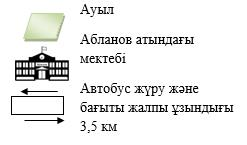 Ауыл
Абланов атындағы
мектебі
Автобус жүру және
бағыты жалпы ұзындығы
3,5 км